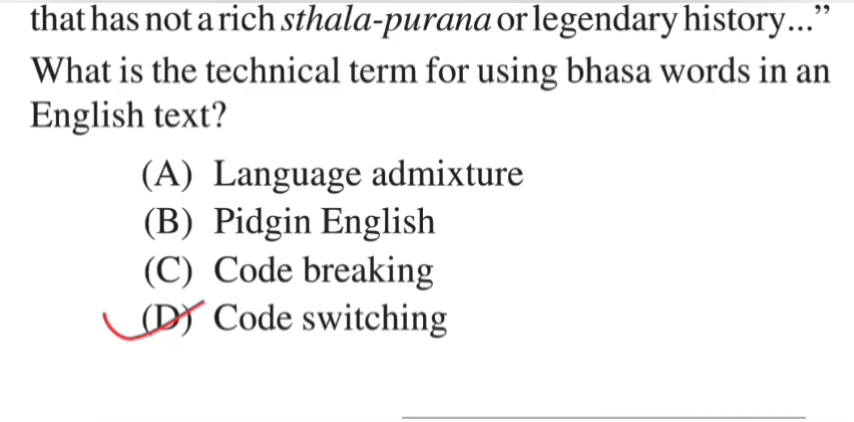 that has not a rich sthala-purana or legendary history...”
What is the technical term for using bhasa words in an
English text?
(A) Language admixture
(B) Pidgin English
(C) Code breaking
(D) Code switching